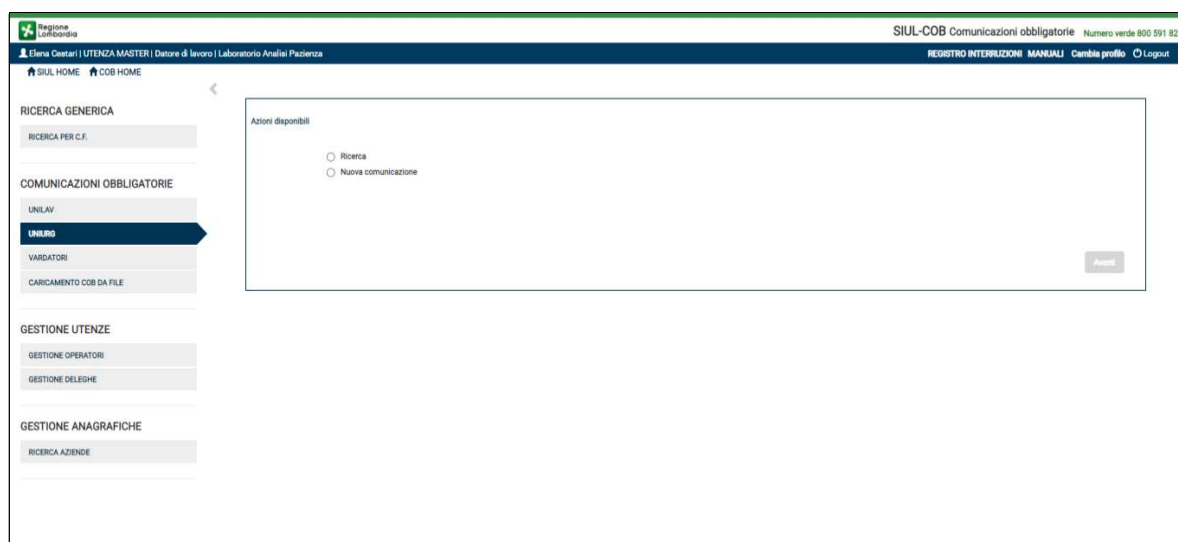 Regione
Lombardia
SIUL-COB Comunicazioni obbligatorie Numero verde 800 591 82
Elena Cestari | UTENZA MASTER | Datore di lavoro | Laboratorio Analisi Pazienza
REGISTRO INTERRUZIONI MANUALI Cambia profilo Logout
SIUL HOME COB HOME
RICERCA GENERICA
RICERCA PER C.F.
COMUNICAZIONI OBBLIGATORIE
UNILAV
UNIURG
VARDATORI
CARICAMENTO COB DA FILE
GESTIONE UTENZE
GESTIONE OPERATORI
GESTIONE DELEGHE
GESTIONE ANAGRAFICHE
RICERCA AZIENDE
Azioni disponibili
Ricerca
Nuova comunicazione
Avanti